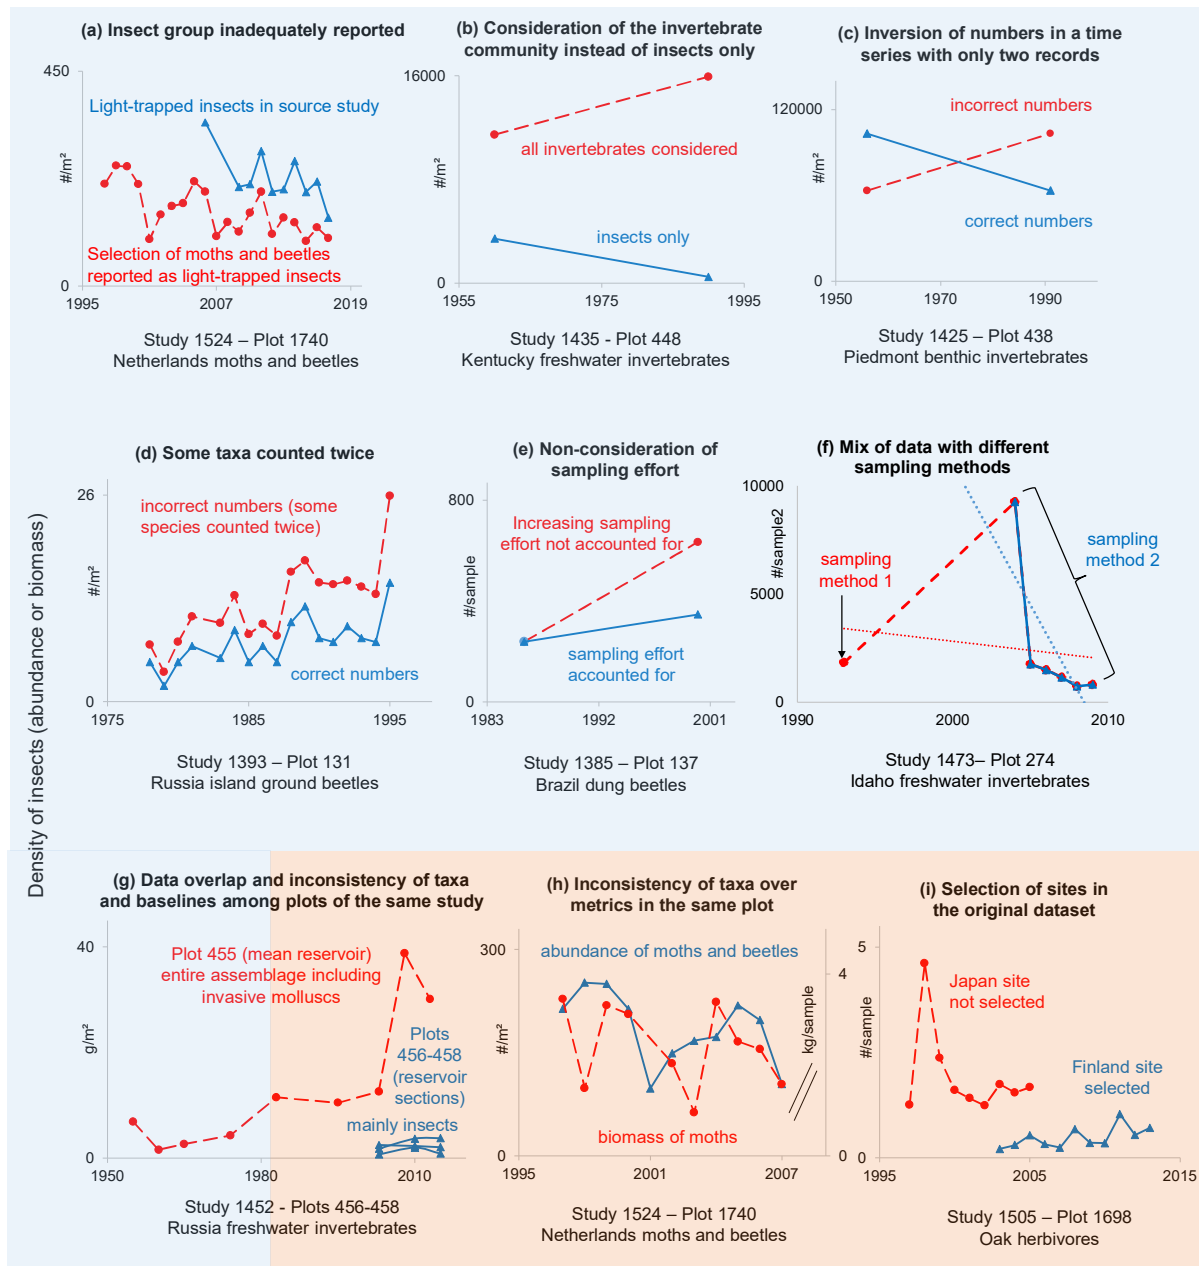 Density of insects (abundance or biomass)
(a) Insect group inadequately reported
450
#/m²
0
1995
2007
2019
Light-trapped insects in source study
Selection of moths and beetles
reported as light-trapped insects
Study 1524 – Plot 1740
Netherlands moths and beetles
(b) Consideration of the invertebrate
community instead of insects only
16000
#/m²
0
1955
1975
1995
all invertebrates considered
insects only
Study 1435 - Plot 448
Kentucky freshwater invertebrates
(c) Inversion of numbers in a time
series with only two records
120000
#/m²
0
1950
1970
1990
incorrect numbers
correct numbers
Study 1425 – Plot 438
Piedmont benthic invertebrates
(d) Some taxa counted twice
26
#/m²
0
1975
1985
1995
incorrect numbers (some
species counted twice)
correct numbers
Study 1393 – Plot 131
Russia island ground beetles
(e) Non-consideration of
sampling effort
800
#/sample
0
1983
1992
2001
Increasing sampling
effort not accounted for
sampling effort
accounted for
Study 1385 – Plot 137
Brazil dung beetles
(f) Mix of data with different
sampling methods
10000
#/sample2
5000
0
1990
2000
2010
sampling
method 1
sampling
method 2
Study 1473– Plot 274
Idaho freshwater invertebrates
(g) Data overlap and inconsistency of taxa
and baselines among plots of the same study
40
g/m²
0
1950
1980
2010
Plot 455 (mean reservoir)
entire assemblage including
invasive molluscs
Plots
456-458
(reservoir
sections)
mainly insects
Study 1452 - Plots 456-458
Russia freshwater invertebrates
(h) Inconsistency of taxa over
metrics in the same plot
300
#/m²
0
1995
2001
2007
4
kg/sample
0
abundance of moths and beetles
biomass of moths
Study 1524 – Plot 1740
Netherlands moths and beetles
(i) Selection of sites in
the original dataset
5
#/sample
0
1995
2005
2015
Japan site
not selected
Finland site
selected
Study 1505 – Plot 1698
Oak herbivores